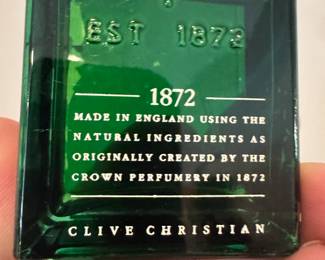 EST 1872
1872
MADE IN ENGLAND USING THE
NATURAL INGREDIENTS AS
ORIGINALLY CREATED BY THE
CROWN PERFUMERY IN 1872
CLIVE CHRISTIAN